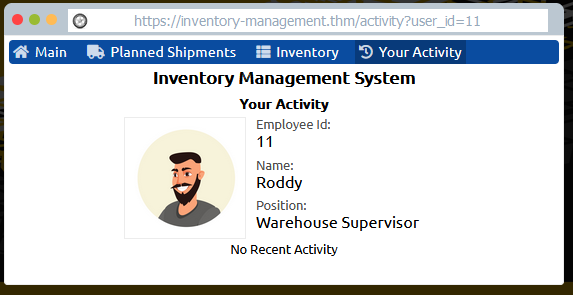 https://inventory-management.thm/activity?user_id=11
Main Planned Shipments Inventory Your Activity
Inventory Management System
Your Activity
Employee Id:
11
Name:
Roddy
Position:
Warehouse Supervisor
No Recent Activity